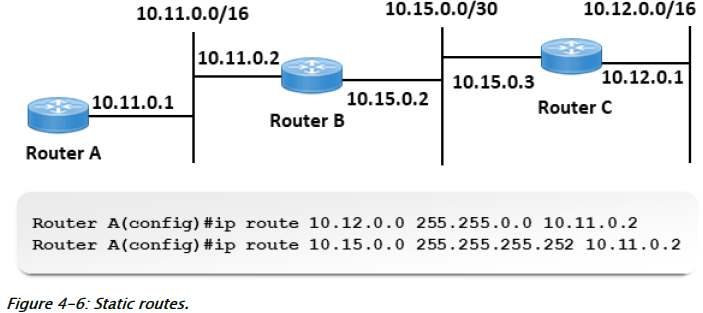 10.11.0.0/16
10.15.0.0/30
10.12.0.0/16
10.11.0.2
10.11.0.1
10.15.0.2
10.15.0.3
10.12.0.1
Router A
Router B
Router C
Router A(config)#ip route 10.12.0.0 255.255.0.0 10.11.0.2
Router A(config)#ip route 10.15.0.0 255.255.255.252 10.11.0.2
Figure 4-6: Static routes.